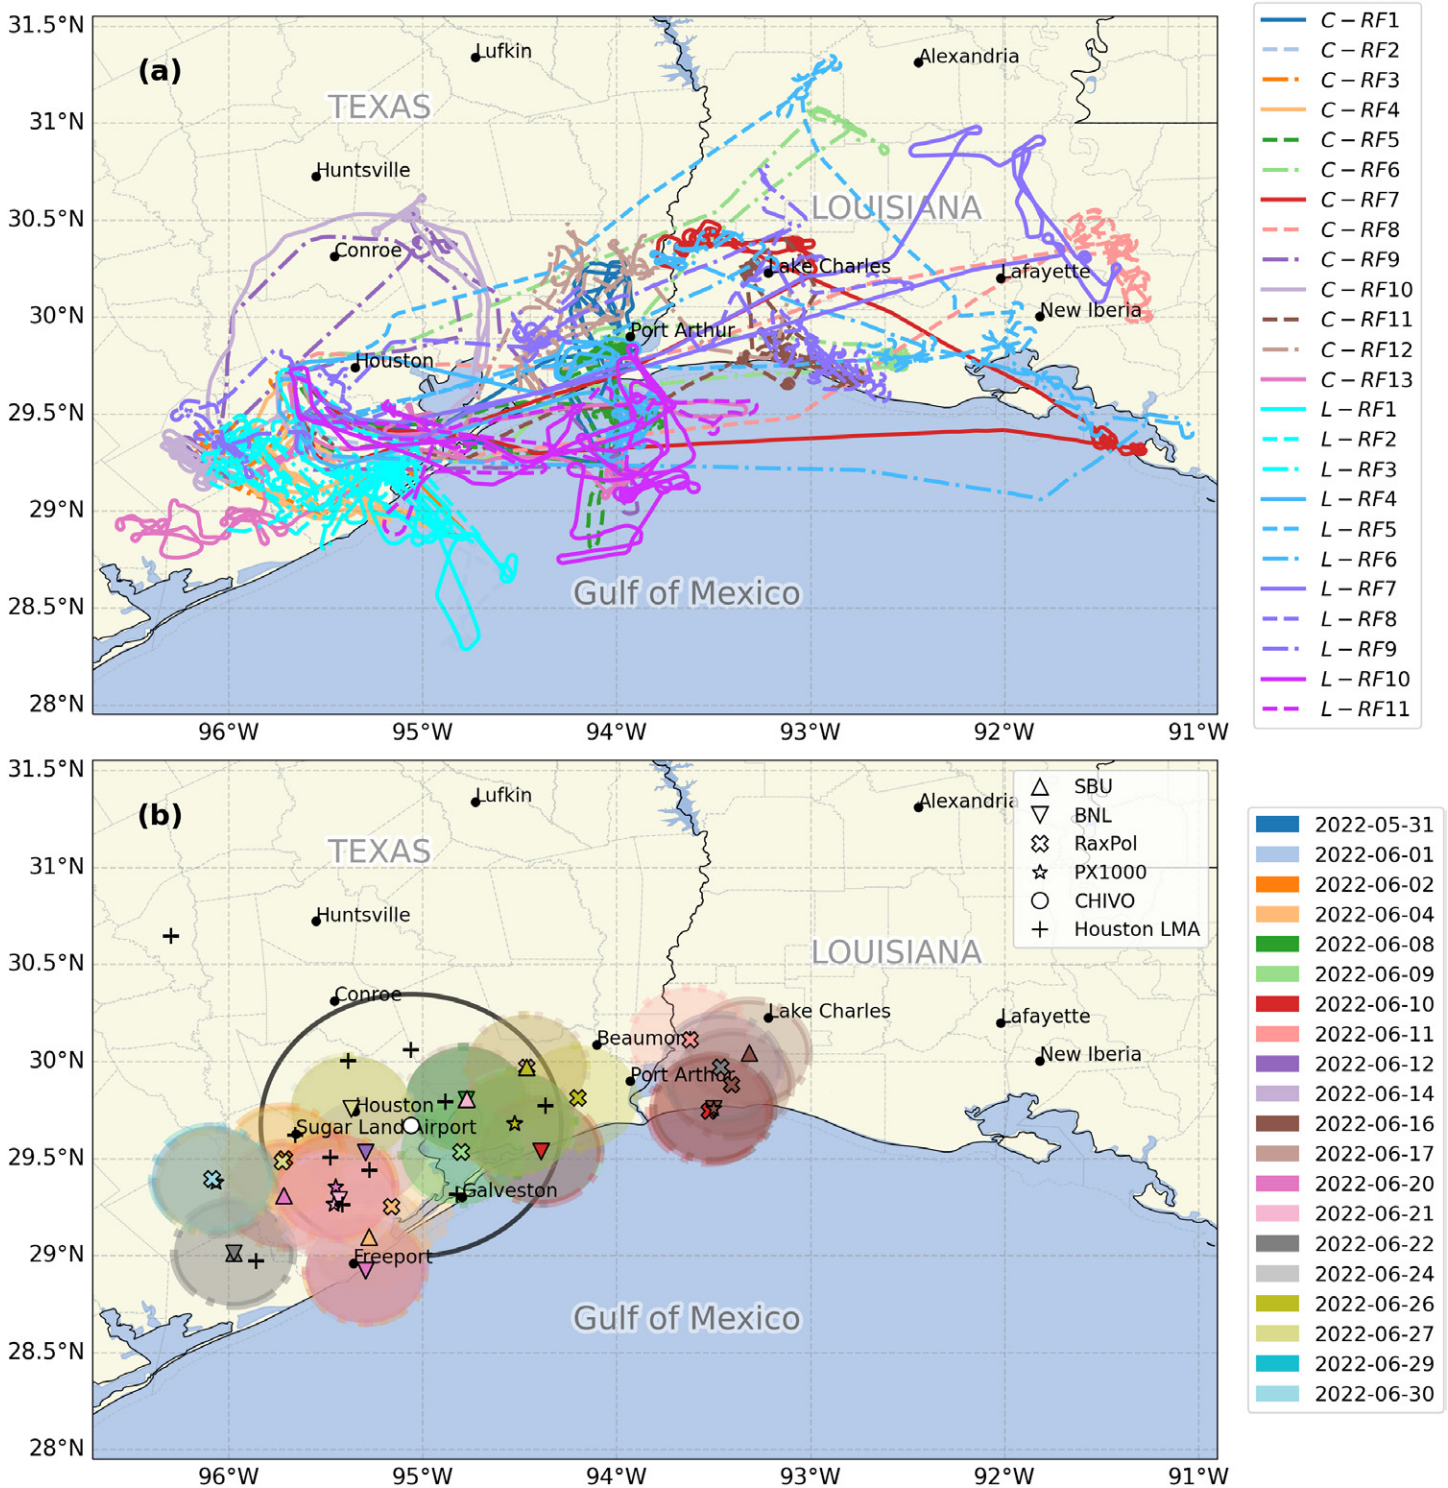 (a)
31.5°N
31°N
30.5°N
30°N
29.5°N
29°N
28.5°N
28°N
96°W
95°W
94°W
93°W
92°W
91°W
Lufkin
Alexandria
TEXAS
Huntsville
LOUISIANA
Conroe
Lake Charles
Lafayette
New Iberia
Port Arthur
Houston
Gulf of Mexico
C − RF1
C − RF2
C − RF3
C − RF4
C − RF5
C − RF6
C − RF7
C − RF8
C − RF9
C − RF10
C − RF11
C − RF12
C − RF13
L − RF1
L − RF2
L − RF3
L − RF4
L − RF5
L − RF6
L − RF7
L − RF8
L − RF9
L − RF10
L − RF11
(b)
31.5°N
31°N
30.5°N
30°N
29.5°N
29°N
28.5°N
28°N
96°W
95°W
94°W
93°W
92°W
91°W
Lufkin
Alexandria
TEXAS
Huntsville
LOUISIANA
Conroe
Lake Charles
Lafayette
Beaumon
New Iberia
Port Arthur
Houston
Sugar Land Airport
Galveston
Freeport
Gulf of Mexico
SBU
BNL
RaxPol
PX1000
CHIVO
Houston LMA
2022-05-31
2022-06-01
2022-06-02
2022-06-04
2022-06-08
2022-06-09
2022-06-10
2022-06-11
2022-06-12
2022-06-14
2022-06-16
2022-06-17
2022-06-20
2022-06-21
2022-06-22
2022-06-24
2022-06-26
2022-06-27
2022-06-29
2022-06-30